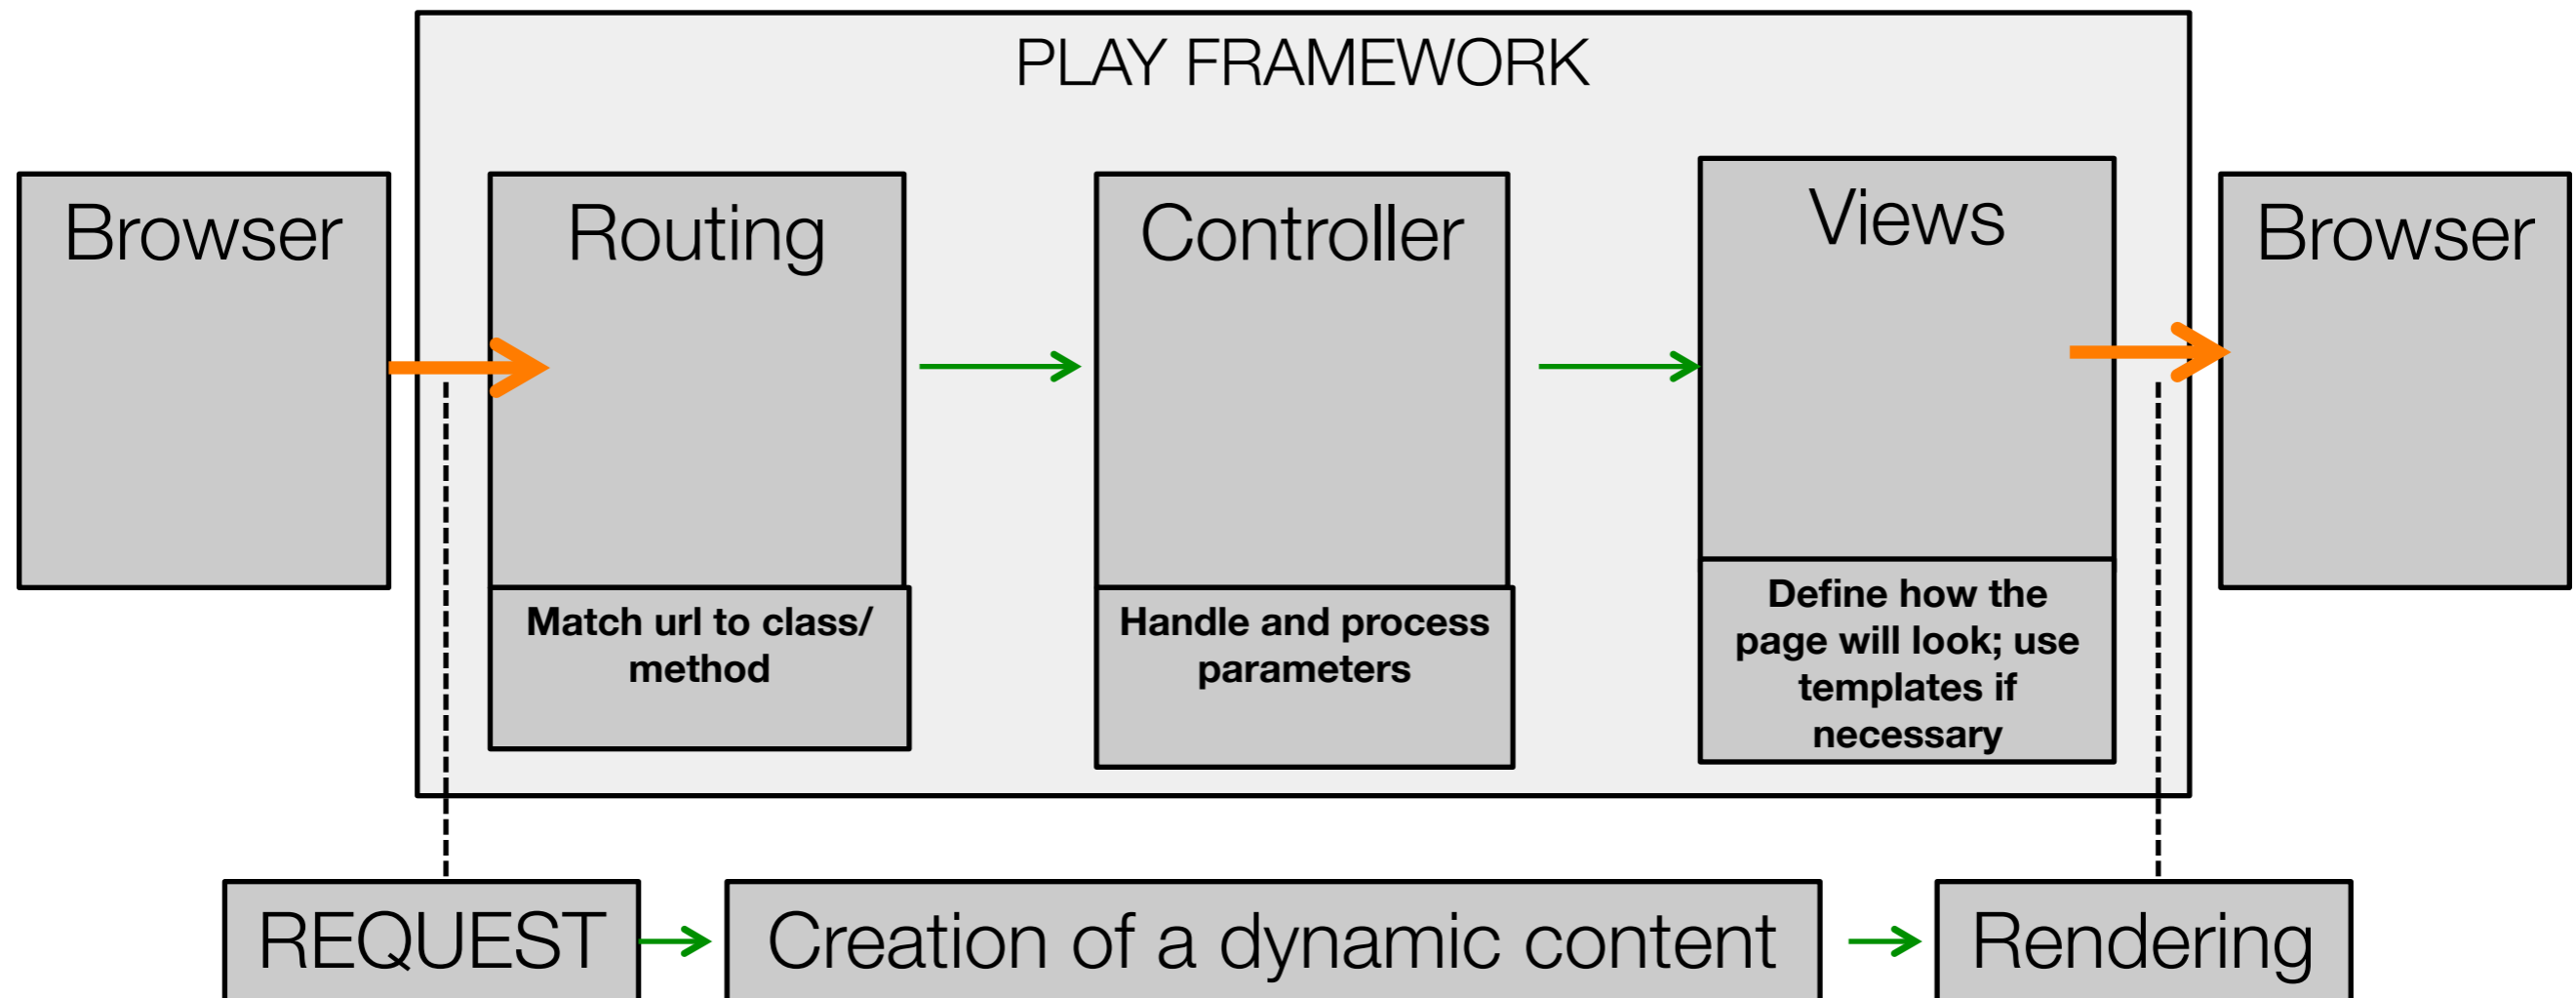 PLAY FRAMEWORK
Browser
Routing
Controller
Views
Browser
Match url to class/
method
Handle and process
parameters
Define how the
page will look; use
templates if
necessary
REQUEST
Creation of a dynamic content
Rendering